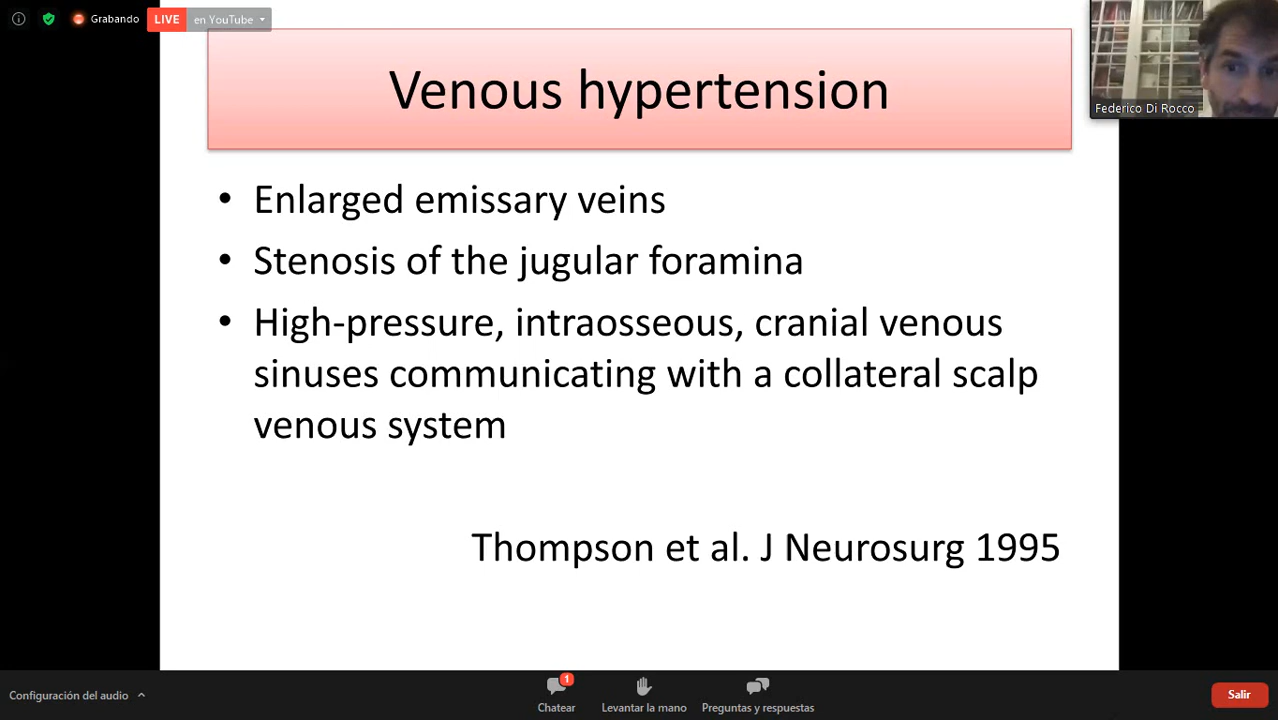 Grabando
LIVE
en YouTube
Venous hypertension
Federico Di Rocco
• Enlarged emissary veins
• Stenosis of the jugular foramina
• High-pressure, intraosseous, cranial venous
sinuses communicating with a collateral scalp
venous system
Thompson et al. J Neurosurg 1995
Configuración del audio
1
Chatear
Levantar la mano
Preguntas y respuestas
Salir